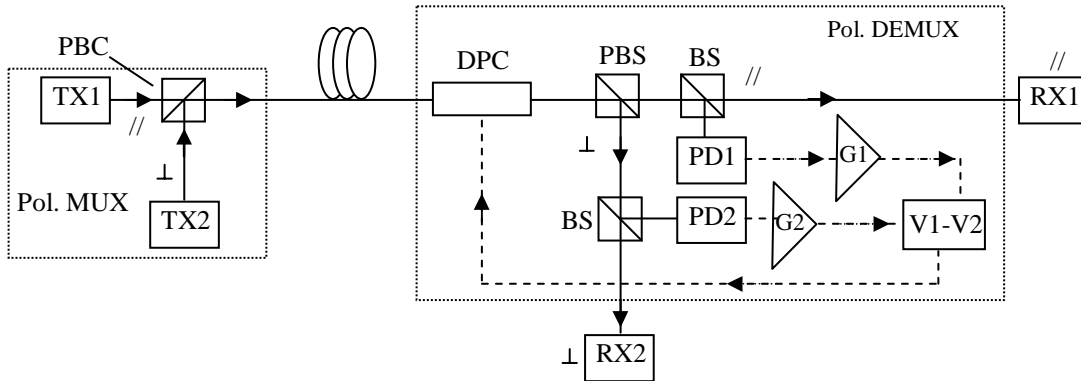 Pol. DEMUX
PBC
DPC
PBS
BS
//
//
TX1
//
RX1
⊥
⊥
PD1
G1
Pol. MUX
TX2
BS
PD2
G2
V1-V2
⊥
RX2